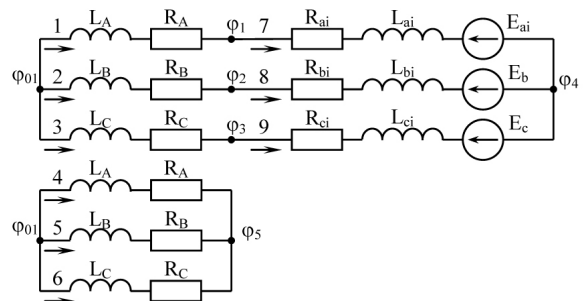 1 L_A R_A φ_1 7 R_ai L_ai E_ai
φ_01 2 L_B R_B φ_2 8 R_bi L_bi E_b φ_4
3 L_C R_C φ_3 9 R_ci L_ci E_c
4 L_A R_A
φ_01 5 L_B R_B φ_5
6 L_C R_C